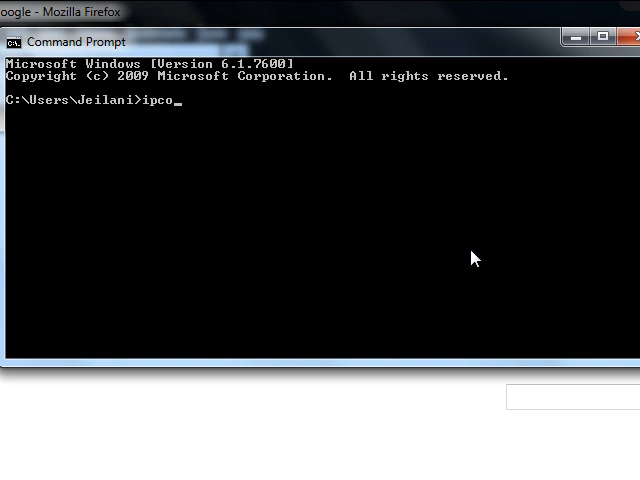 oogle - Mozilla Firefox
Command Prompt
Microsoft Windows [Version 6.1.7600]
Copyright (c) 2009 Microsoft Corporation.  All rights reserved.
C:\Users\Jeilani>ipco_